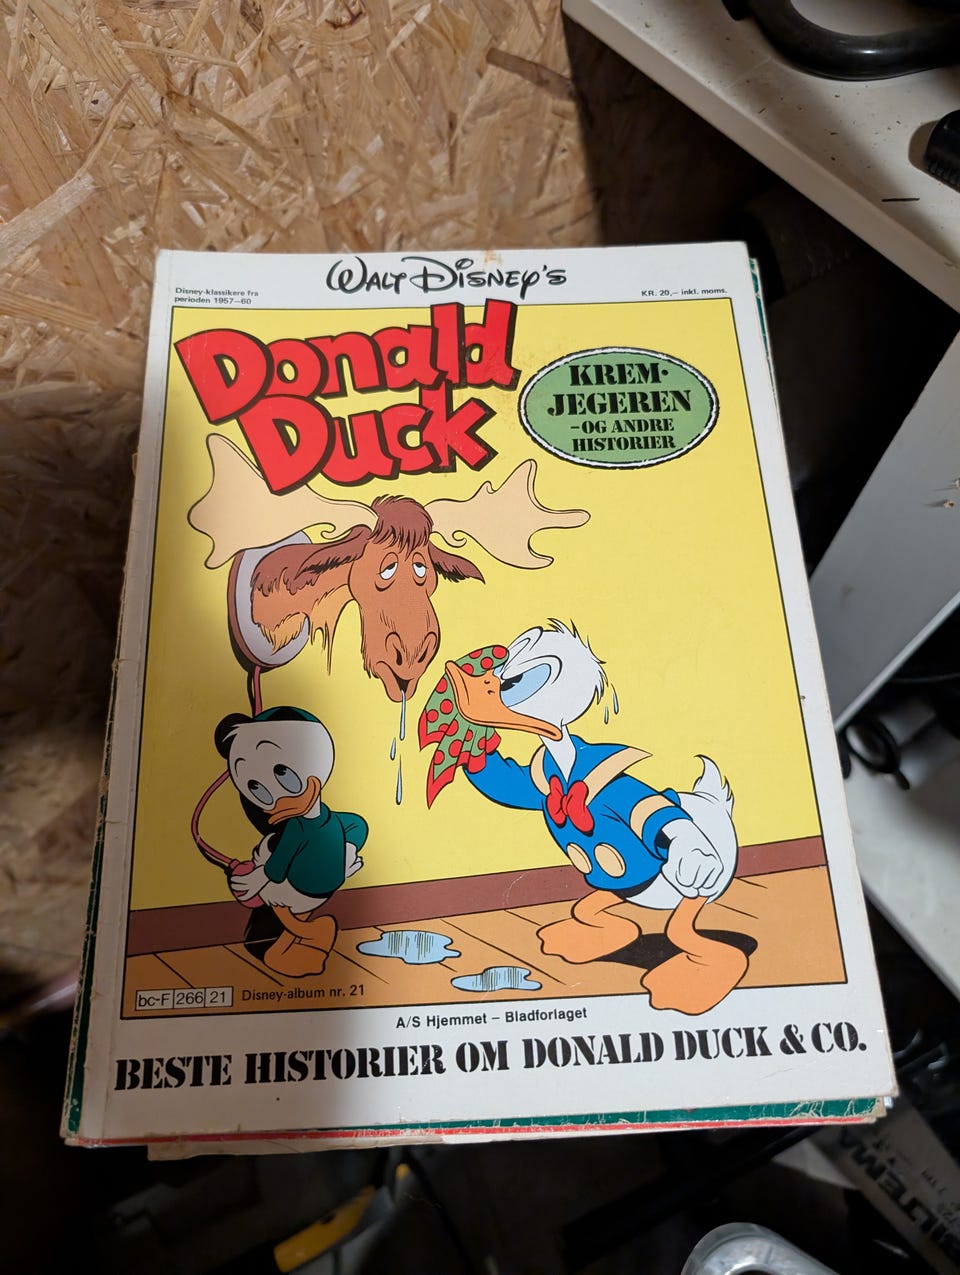 WALT DISNEY'S
Disney-klassikere fra
perioden 1957–60
KR. 20,– inkl. moms.
Donald
Duck
KREM-
JEGEREN
–OG ANDRE
HISTORIER
bc-F 266 21 Disney-album nr. 21
A/S Hjemmet – Bladforlaget
BESTE HISTORIER OM DONALD DUCK & CO.